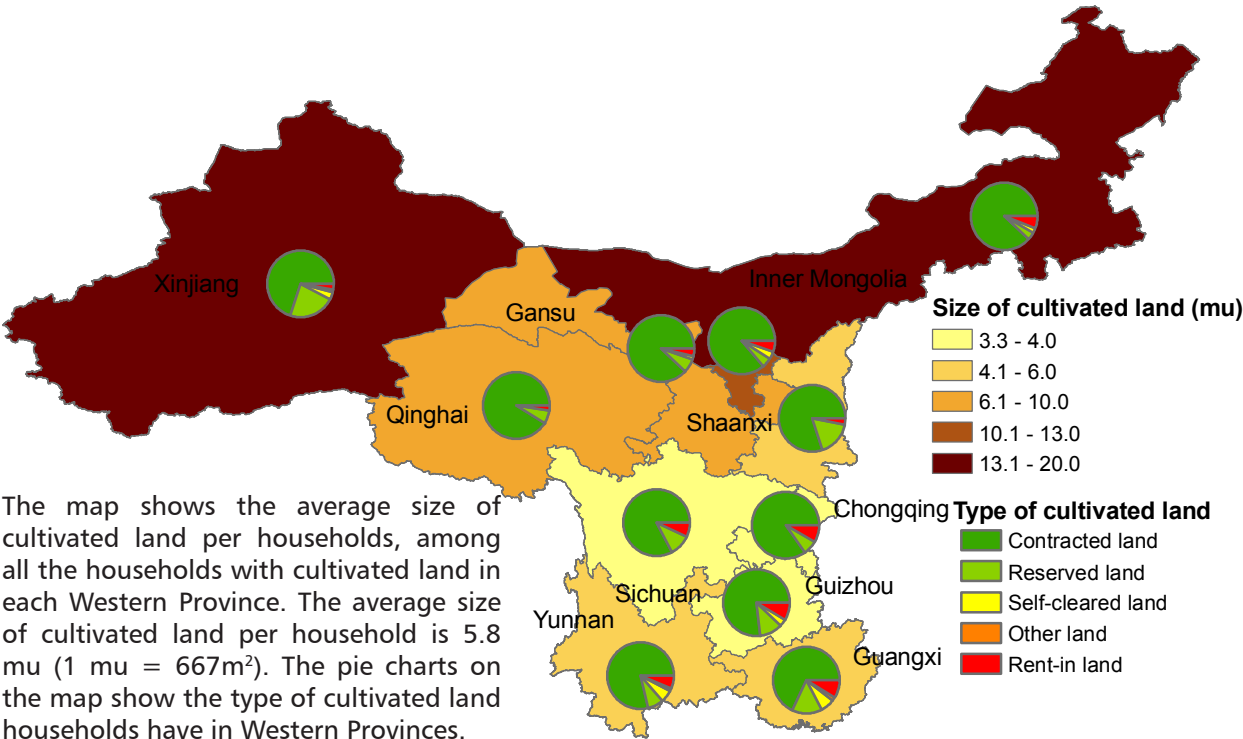 Xinjiang
Inner Mongolia
Gansu
Qinghai
Shaanxi
Chongqing
Sichuan
Guizhou
Yunnan
Guangxi
Size of cultivated land (mu)
3.3 - 4.0
4.1 - 6.0
6.1 - 10.0
10.1 - 13.0
13.1 - 20.0
Type of cultivated land
Contracted land
Reserved land
Self-cleared land
Other land
Rent-in land
The map shows the average size of
cultivated land per households, among
all the households with cultivated land in
each Western Province. The average size
of cultivated land per household is 5.8
mu (1 mu = 667m²). The pie charts on
the map show the type of cultivated land
households have in Western Provinces.